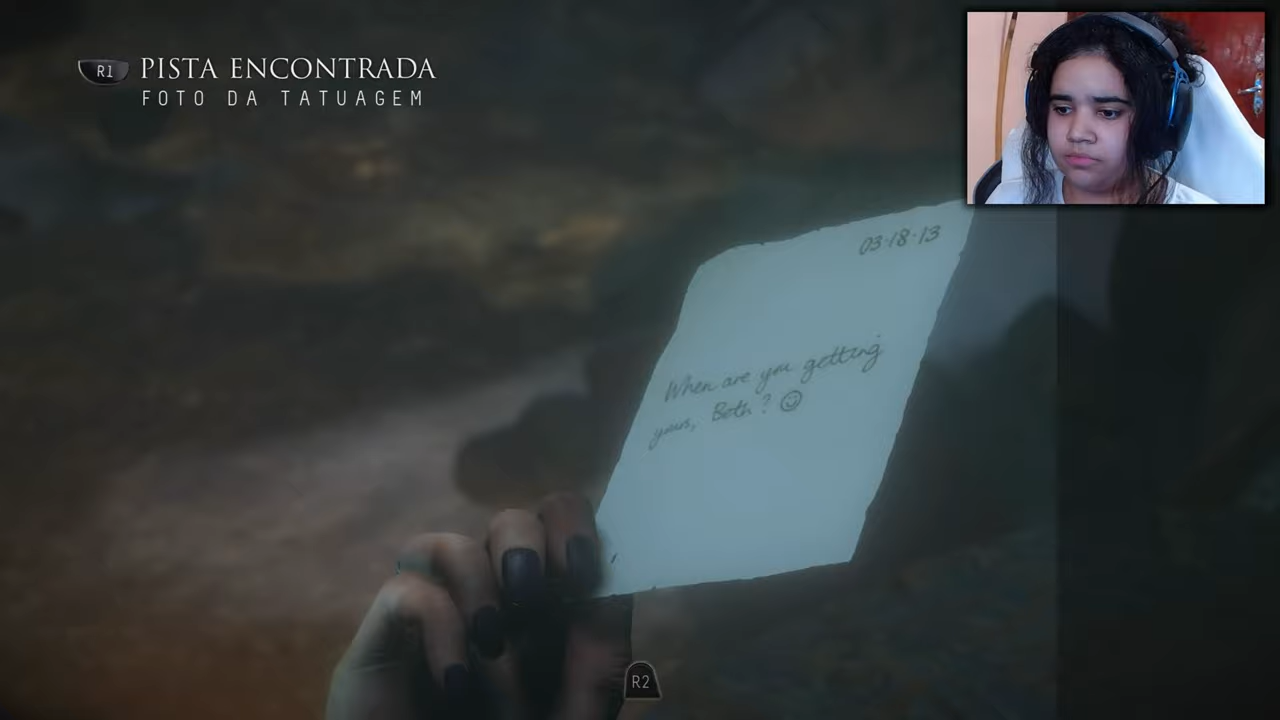 R1 PISTA ENCONTRADA
FOTO DA TATUAGEM
03·18·13
When are you getting
yours, Beth? ☺
R2